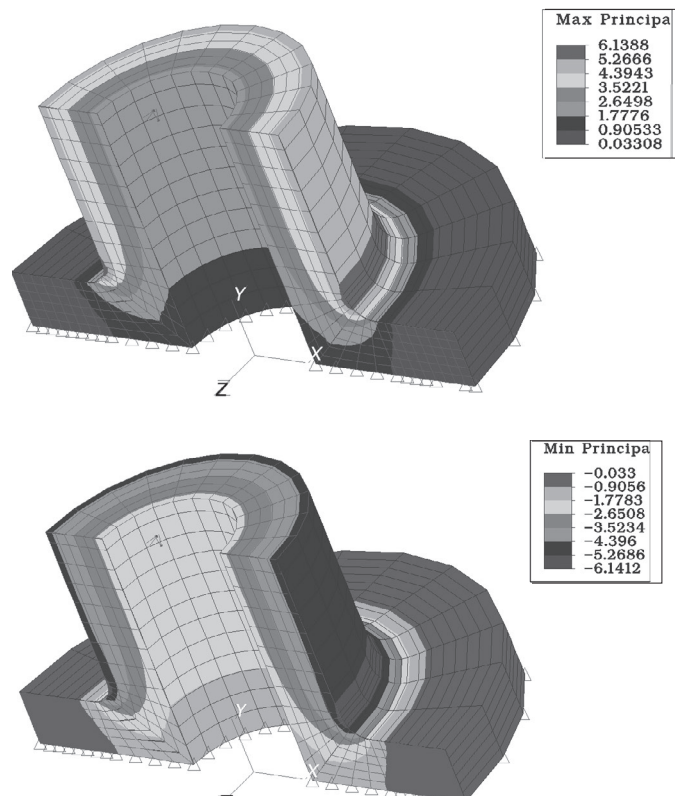 Max Principa
6.1388
5.2666
4.3943
3.5221
2.6498
1.7776
0.90533
0.03308
Y
X
Z
Min Principa
−0.033
−0.9056
−1.7783
−2.6508
−3.5234
−4.396
−5.2686
−6.1412
Y
X